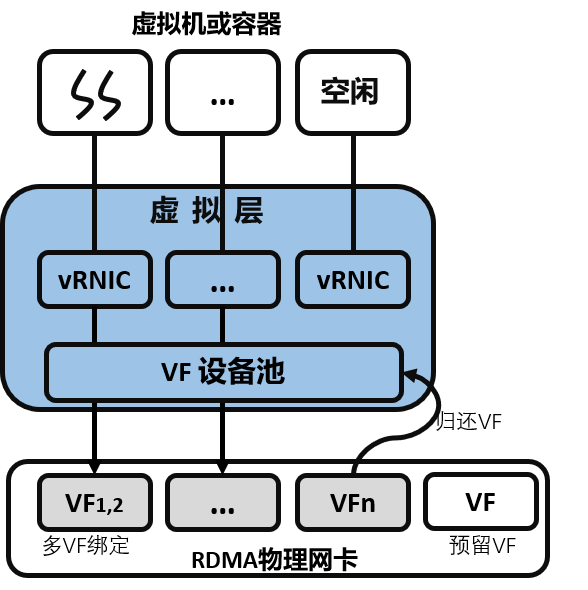 虚拟机或容器
...
空闲
虚 拟 层
vRNIC
...
vRNIC
VF 设备池
归还VF
VF1,2
...
VFn
VF
多VF绑定
预留VF
RDMA物理网卡